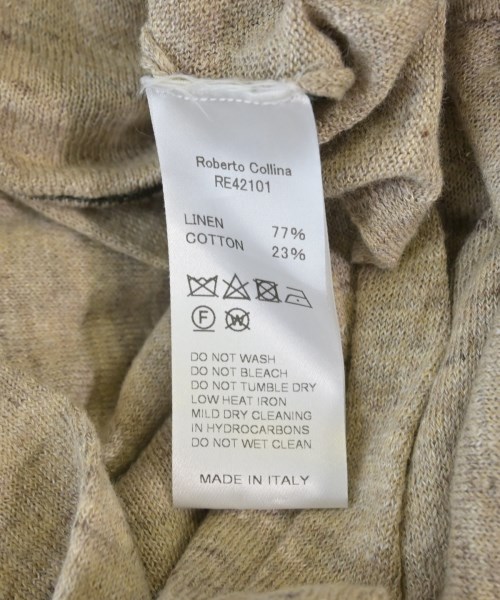 Roberto Collina
RE42101
LINEN 77%
COTTON 23%
F W
DO NOT WASH
DO NOT BLEACH
DO NOT TUMBLE DRY
LOW HEAT IRON
MILD DRY CLEANING
IN HYDROCARBONS
DO NOT WET CLEAN
MADE IN ITALY